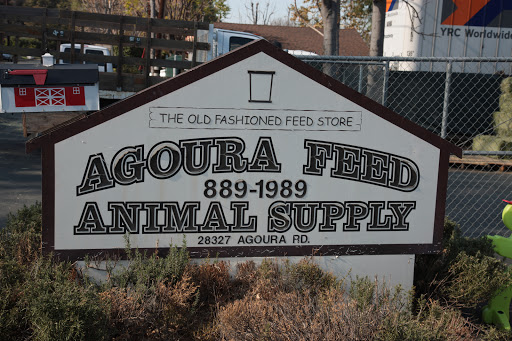 YRC Worldwide
THE OLD FASHIONED FEED STORE
AGOURA FEED
889-1989
ANIMAL SUPPLY
28327 AGOURA RD.